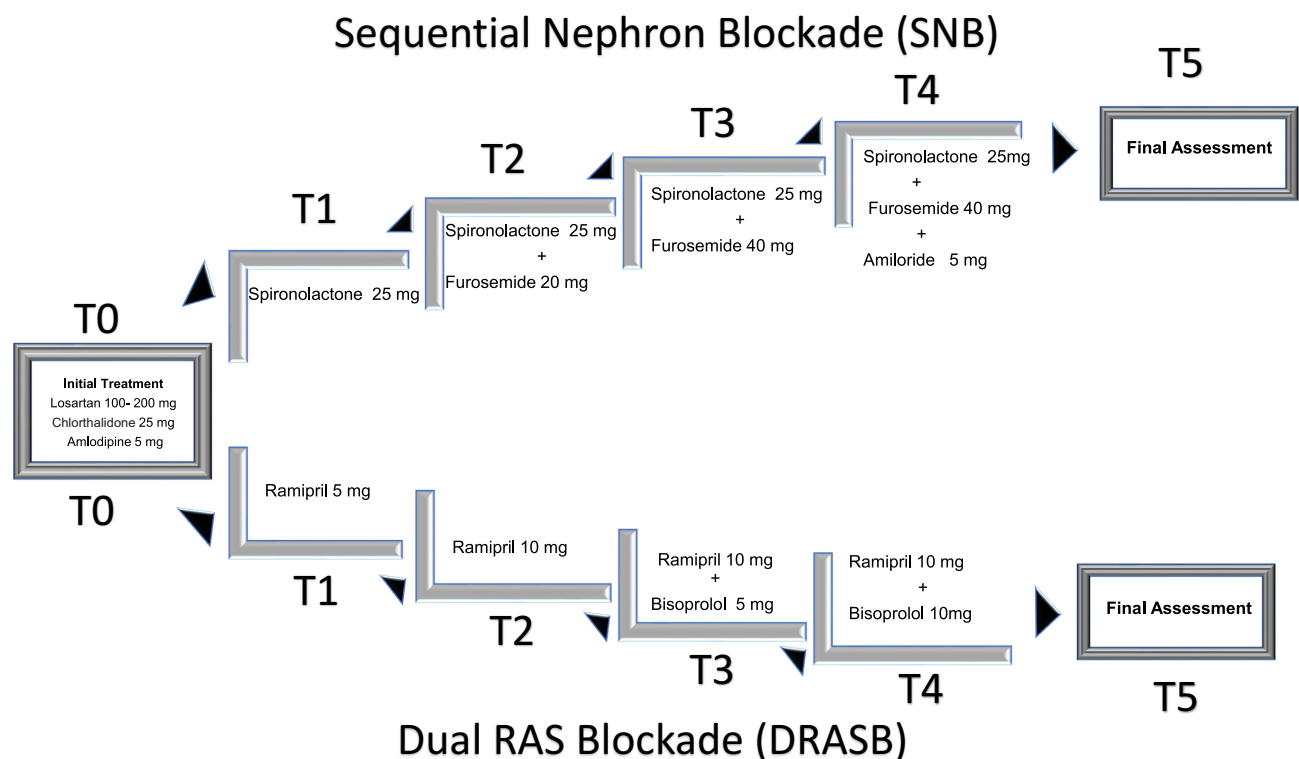 Sequential Nephron Blockade (SNB)
T5
Final Assessment
T4
Spironolactone 25mg
+
Furosemide 40 mg
+
Amiloride 5 mg
T3
Spironolactone 25 mg
+
Furosemide 40 mg
T2
Spironolactone 25 mg
+
Furosemide 20 mg
T1
Spironolactone 25 mg
T0
Initial Treatment
Losartan 100- 200 mg
Chlorthalidone 25 mg
Amlodipine 5 mg
T0
Ramipril 5 mg
T1
Ramipril 10 mg
T2
Ramipril 10 mg
+
Bisoprolol 5 mg
T3
Ramipril 10 mg
+
Bisoprolol 10mg
T4
Final Assessment
T5
Dual RAS Blockade (DRASB)